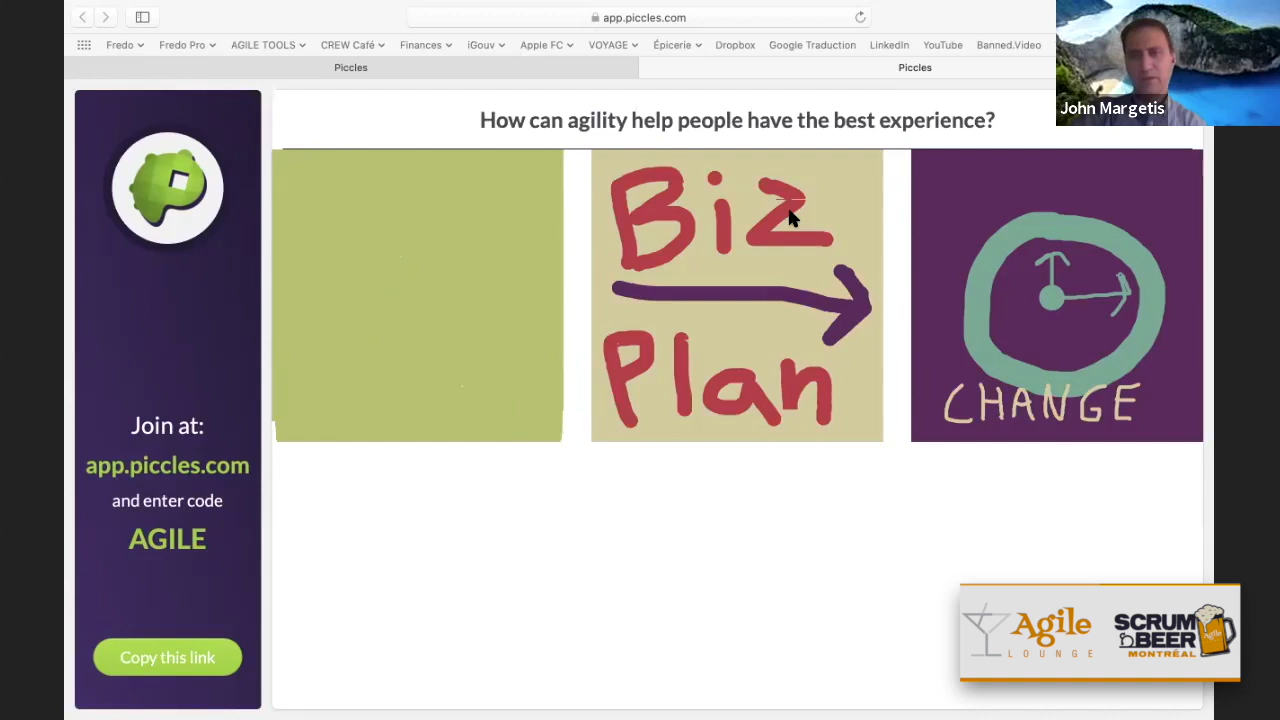 app.piccles.com
Fredo
Fredo Pro
AGILE TOOLS
CREW Café
Finances
iGouv
Apple FC
VOYAGE
Épicerie
Dropbox
Google Traduction
LinkedIn
YouTube
Banned.Video
Piccles
Piccles
John Margetis
How can agility help people have the best experience?
Biz
Plan
CHANGE
Join at:
app.piccles.com
and enter code
AGILE
Copy this link
Agile
LOUNGE
SCRUM
BEER
MONTRÉAL
Agile